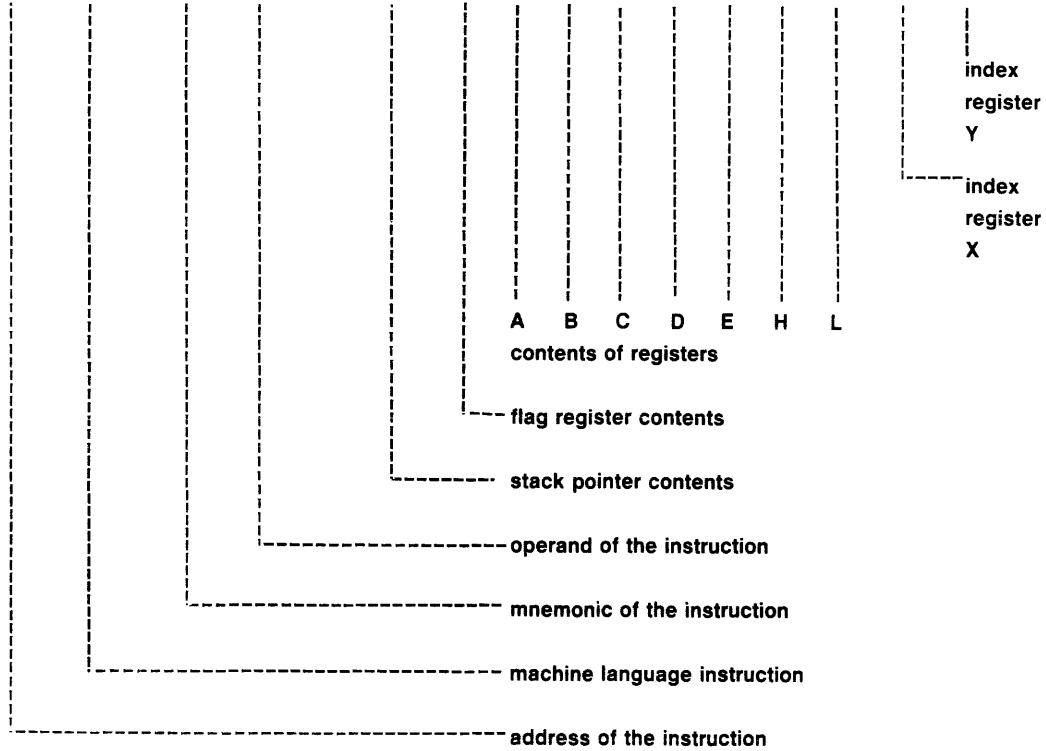 index
register
Y
index
register
X
A B C D E H L
contents of registers
flag register contents
stack pointer contents
operand of the instruction
mnemonic of the instruction
machine language instruction
address of the instruction